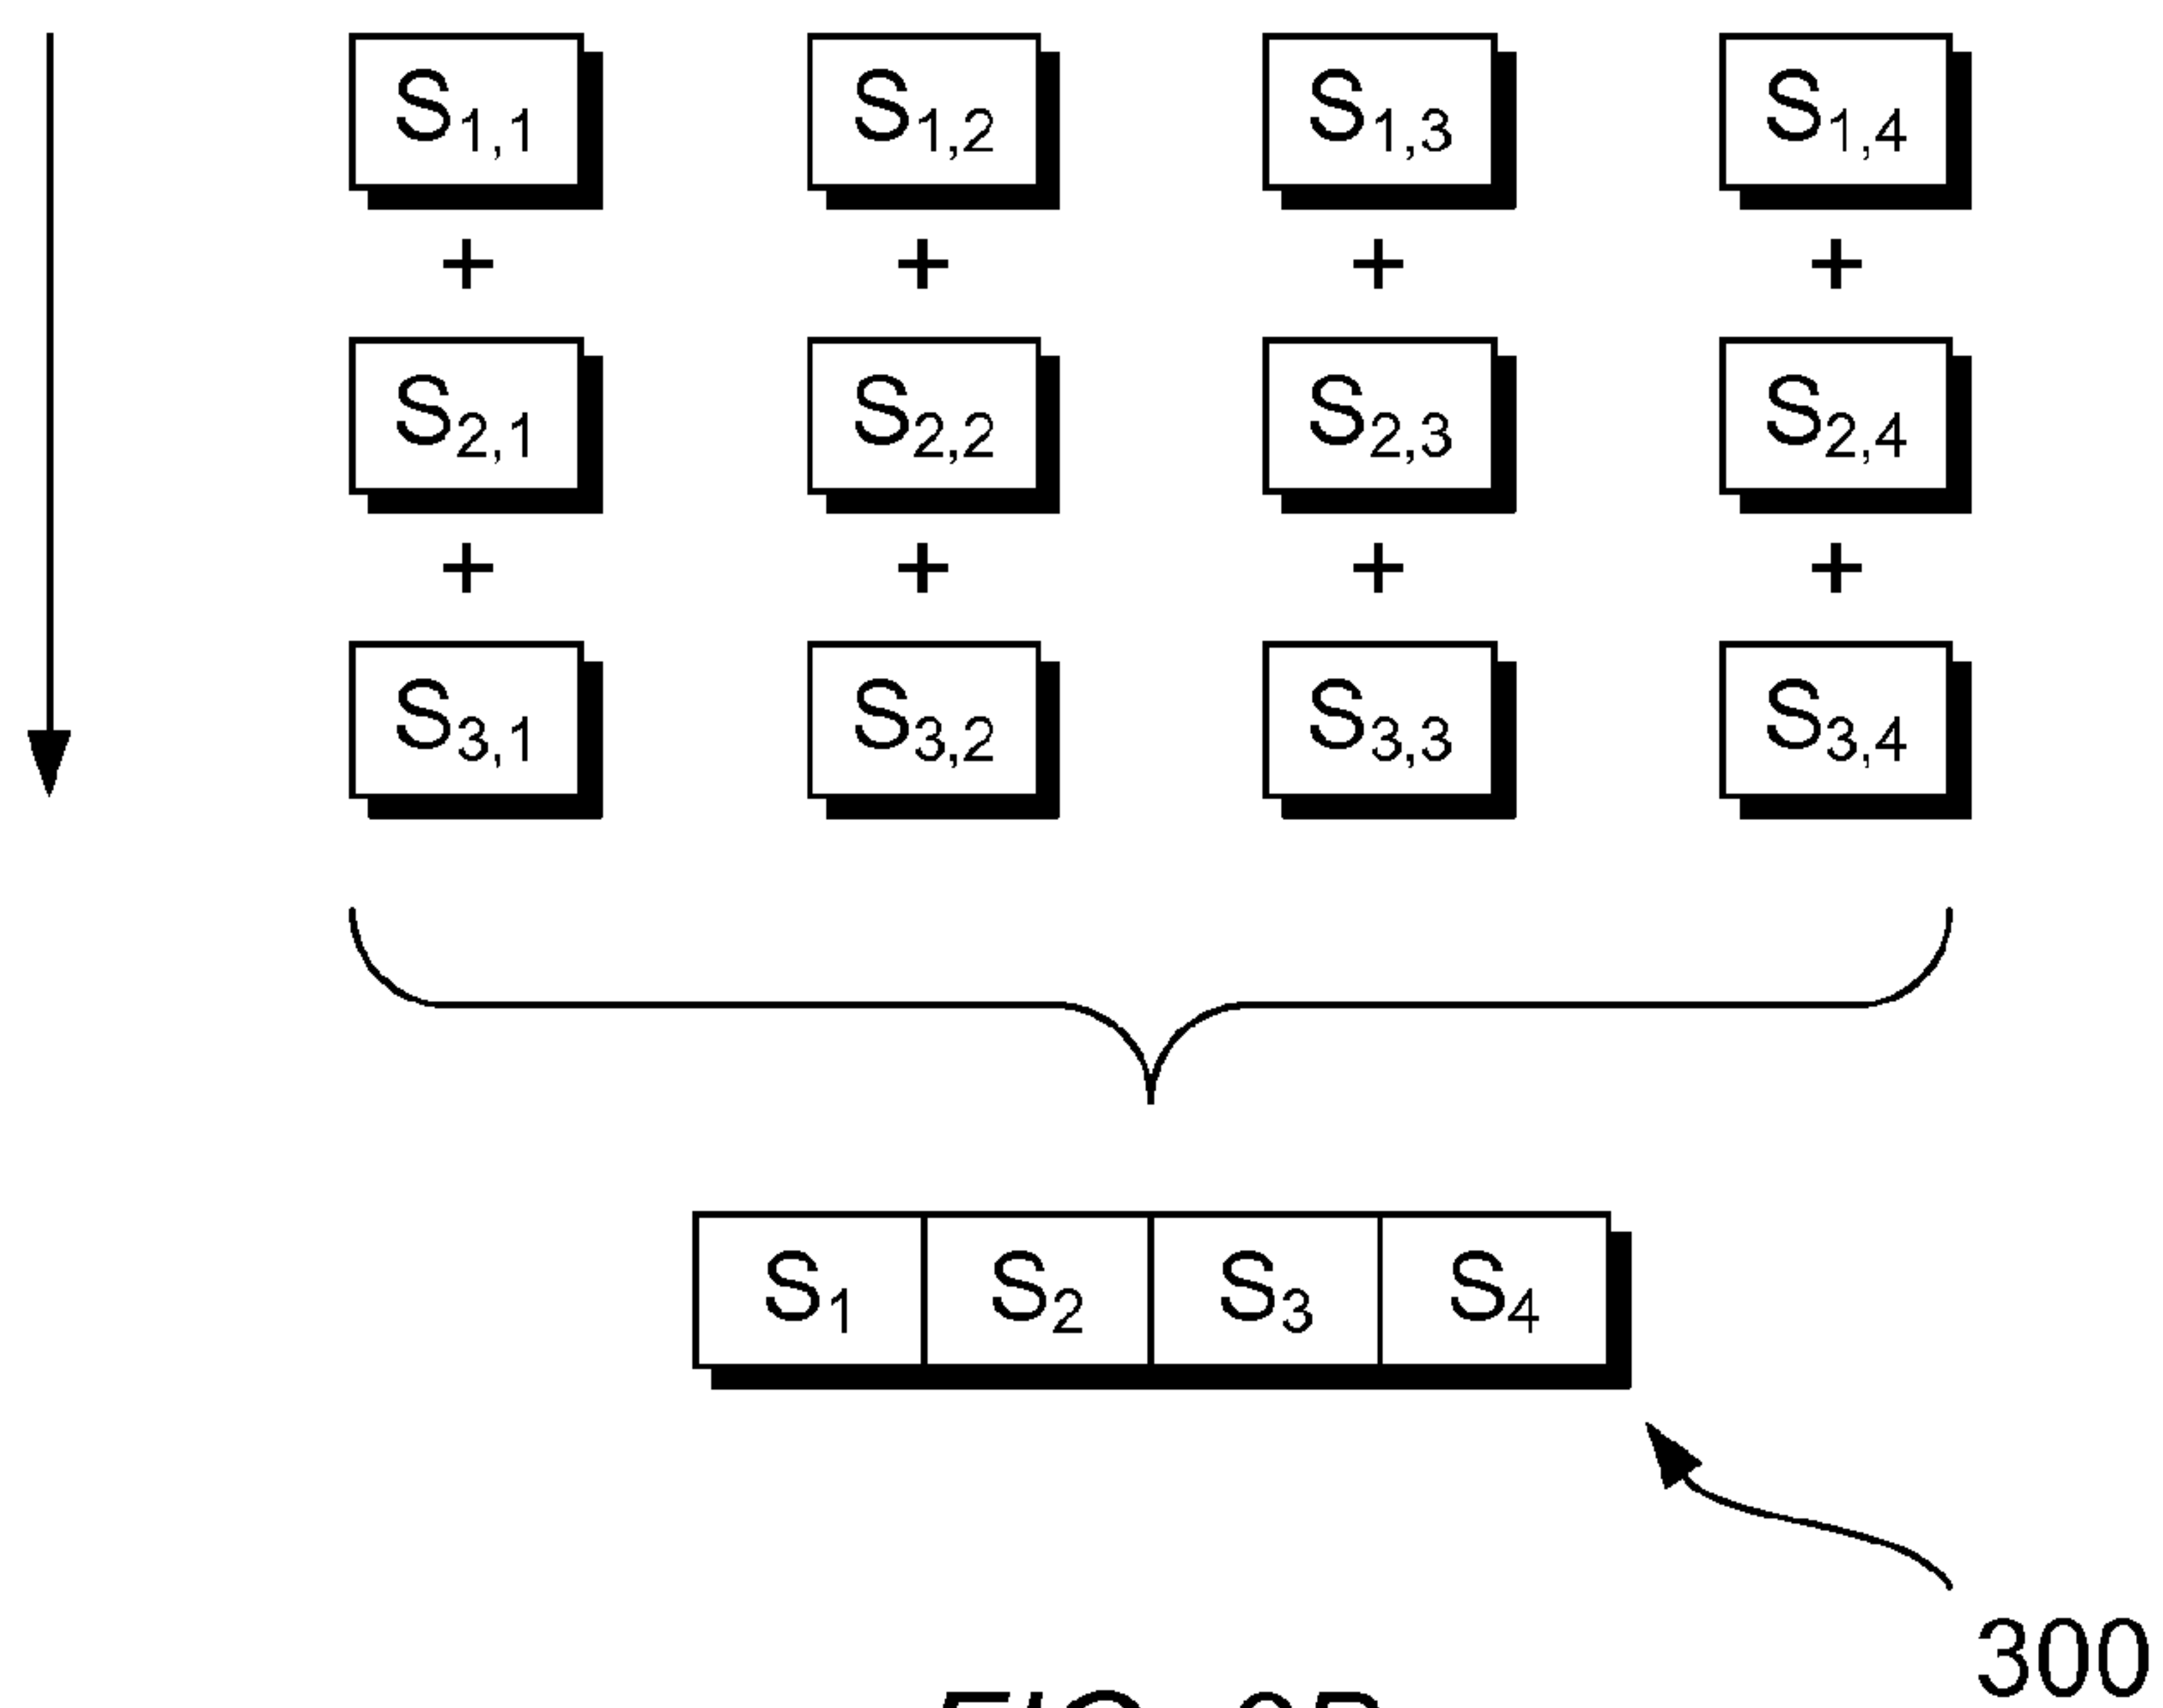 S1,1 S1,2 S1,3 S1,4
+ + + +
S2,1 S2,2 S2,3 S2,4
+ + + +
S3,1 S3,2 S3,3 S3,4
S1 S2 S3 S4
300